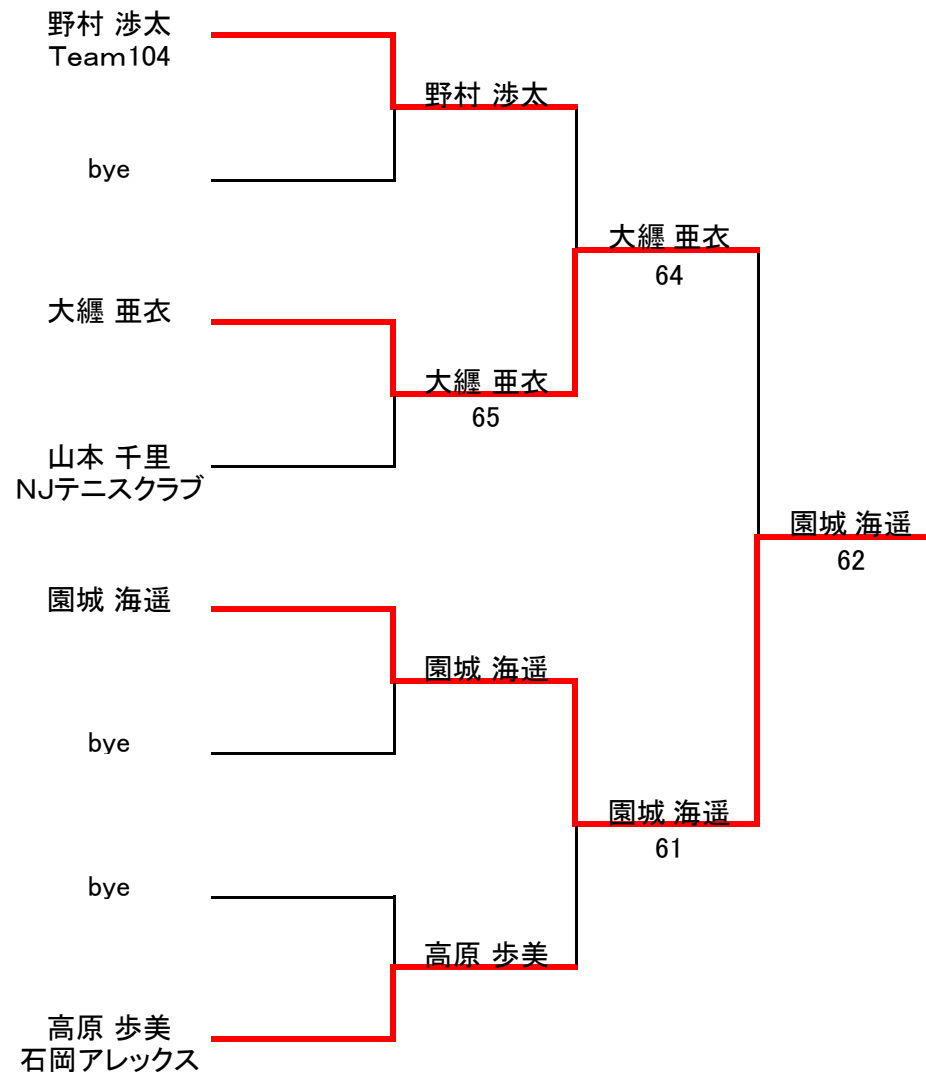 野村 渉太
Team104
野村 渉太
bye
大纒 亜衣
64
大纒 亜衣
大纒 亜衣
65
山本 千里
NJテニスクラブ
園城 海遥
62
園城 海遥
園城 海遥
bye
園城 海遥
61
bye
高原 歩美
高原 歩美
石岡アレックス